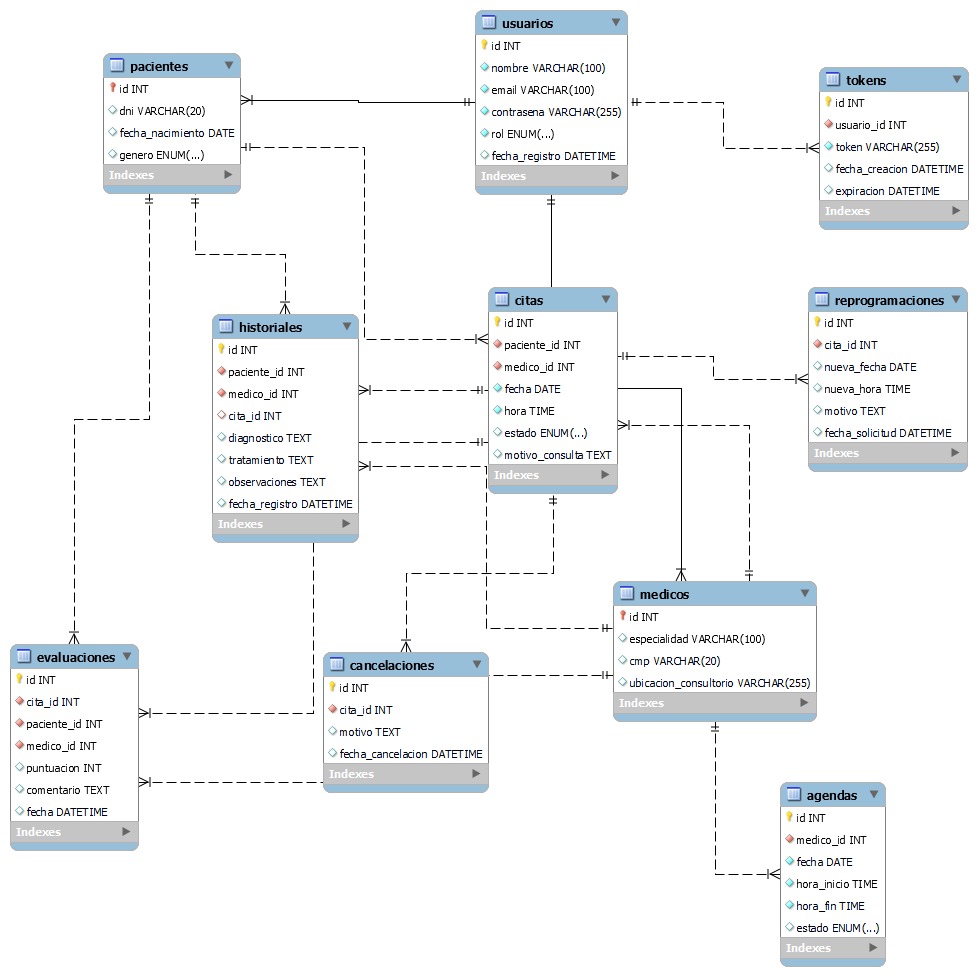 usuarios
id INT
nombre VARCHAR(100)
email VARCHAR(100)
contrasena VARCHAR(255)
rol ENUM(...)
fecha_registro DATETIME
Indexes
pacientes
id INT
dni VARCHAR(20)
fecha_nacimiento DATE
genero ENUM(...)
Indexes
tokens
id INT
usuario_id INT
token VARCHAR(255)
fecha_creacion DATETIME
expiracion DATETIME
Indexes
citas
id INT
paciente_id INT
medico_id INT
fecha DATE
hora TIME
estado ENUM(...)
motivo_consulta TEXT
Indexes
reprogramaciones
id INT
cita_id INT
nueva_fecha DATE
nueva_hora TIME
motivo TEXT
fecha_solicitud DATETIME
Indexes
historiales
id INT
paciente_id INT
medico_id INT
cita_id INT
diagnostico TEXT
tratamiento TEXT
observaciones TEXT
fecha_registro DATETIME
Indexes
medicos
id INT
especialidad VARCHAR(100)
cmp VARCHAR(20)
ubicacion_consultorio VARCHAR(255)
Indexes
evaluaciones
id INT
cita_id INT
paciente_id INT
medico_id INT
puntuacion INT
comentario TEXT
fecha DATETIME
Indexes
cancelaciones
id INT
cita_id INT
motivo TEXT
fecha_cancelacion DATETIME
Indexes
agendas
id INT
medico_id INT
fecha DATE
hora_inicio TIME
hora_fin TIME
estado ENUM(...)
Indexes